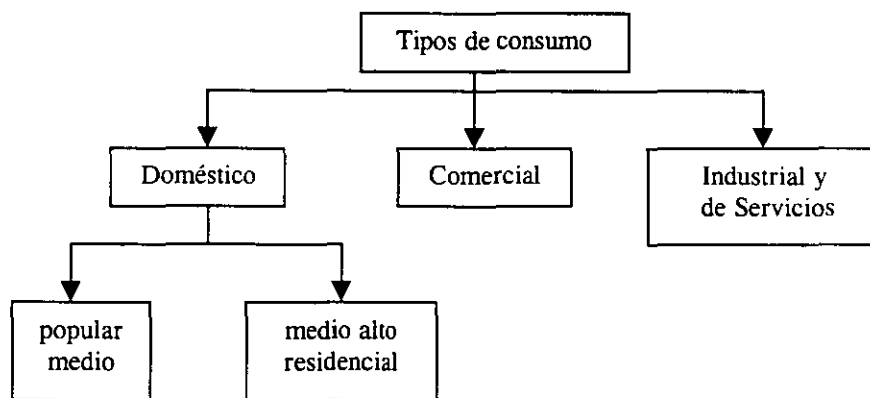 Tipos de consumo
Doméstico
Comercial
Industrial y
de Servicios
popular
medio
medio alto
residencial